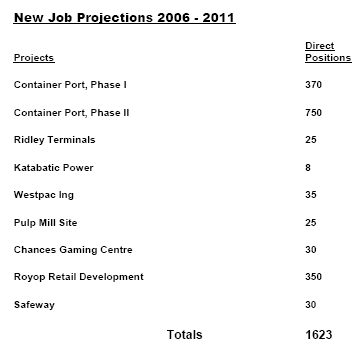 New Job Projections 2006 - 2011
Direct
Projects Positions
Container Port, Phase I 370
Container Port, Phase II 750
Ridley Terminals 25
Katabatic Power 8
Westpac lng 35
Pulp Mill Site 25
Chances Gaming Centre 30
Royop Retail Development 350
Safeway 30
Totals 1623